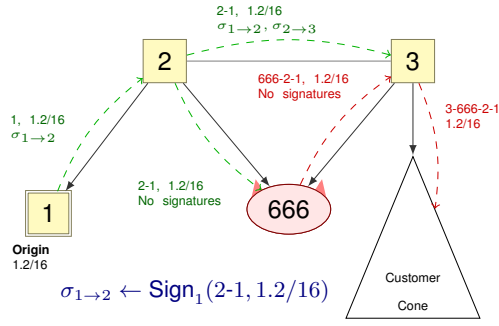 2-1, 1.2/16
σ1→2, σ2→3
2
3
666-2-1, 1.2/16
No signatures
1, 1.2/16
σ1→2
3-666-2-1
1.2/16
2-1, 1.2/16
No signatures
1
666
Origin
1.2/16
σ1→2 ← Sign1(2-1, 1.2/16)
Customer
Cone